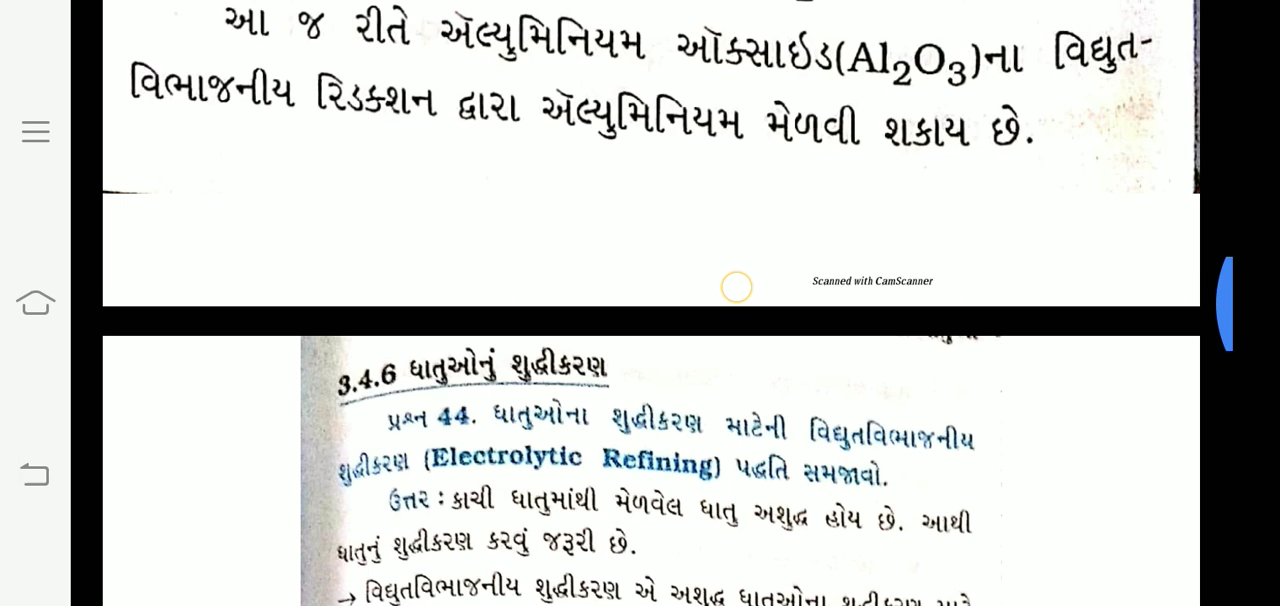 આ જ રીતે ઍલ્યુમિનિયમ ઑક્સાઇડ(Al₂O₃)ના વિદ્યુત-
વિભાજનીય રિડક્શન દ્વારા ઍલ્યુમિનિયમ મેળવી શકાય છે.
Scanned with CamScanner
3.4.6 ધાતુઓનું શુદ્ધીકરણ
પ્રશ્ન 44. ધાતુઓના શુદ્ધીકરણ માટેની વિદ્યુતવિભાજનીય
શુદ્ધીકરણ (Electrolytic Refining) પદ્ધતિ સમજાવો.
ઉત્તર : કાચી ધાતુમાંથી મેળવેલ ધાતુ અશુદ્ધ હોય છે. આથી
ધાતુનું શુદ્ધીકરણ કરવું જરૂરી છે.
→ વિદ્યુતવિભાજનીય શુદ્ધીકરણ એ અશુદ્ધ ધાતુઓના શુદ્ધીકરણ માટે